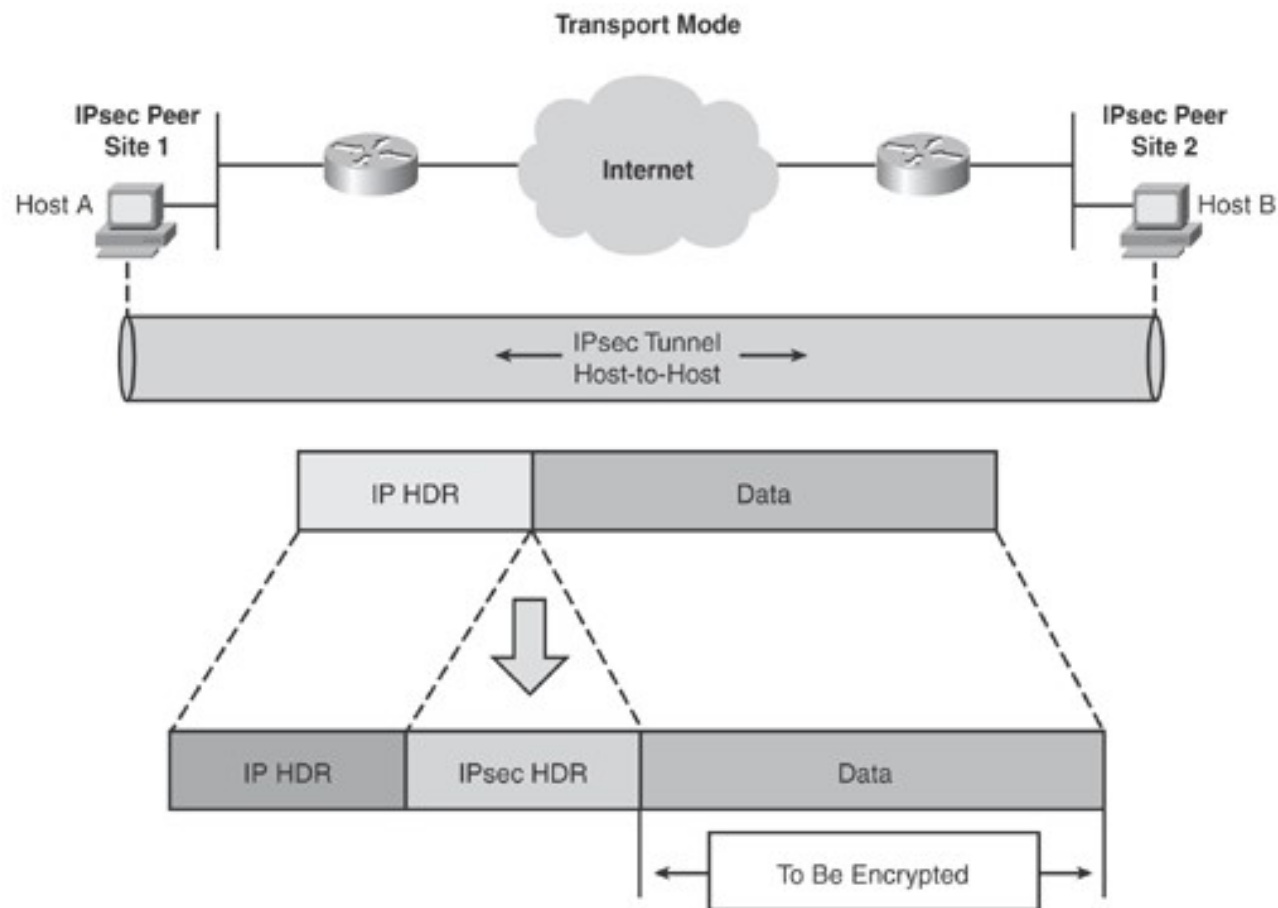 Transport Mode
IPsec Peer
Site 1
IPsec Peer
Site 2
Host A
Internet
Host B
IPsec Tunnel
Host-to-Host
IP HDR
Data
IP HDR
IPsec HDR
Data
To Be Encrypted